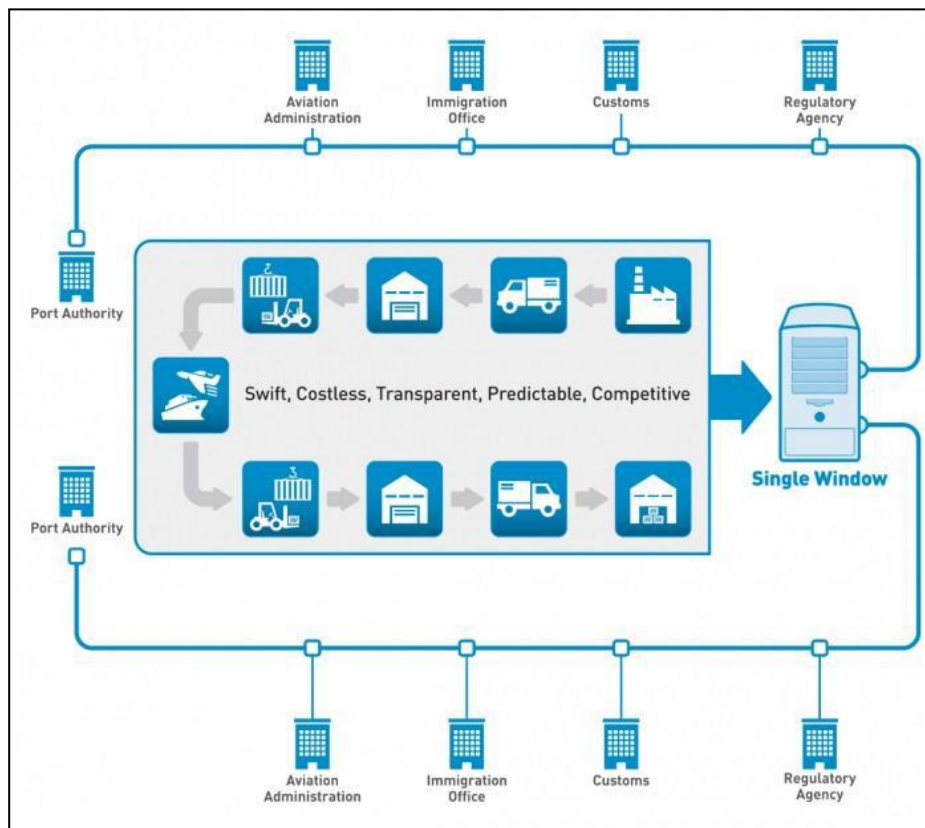 Aviation
Administration
Immigration
Office
Customs
Regulatory
Agency
Port Authority
Swift, Costless, Transparent, Predictable, Competitive
Single Window
Port Authority
Aviation
Administration
Immigration
Office
Customs
Regulatory
Agency